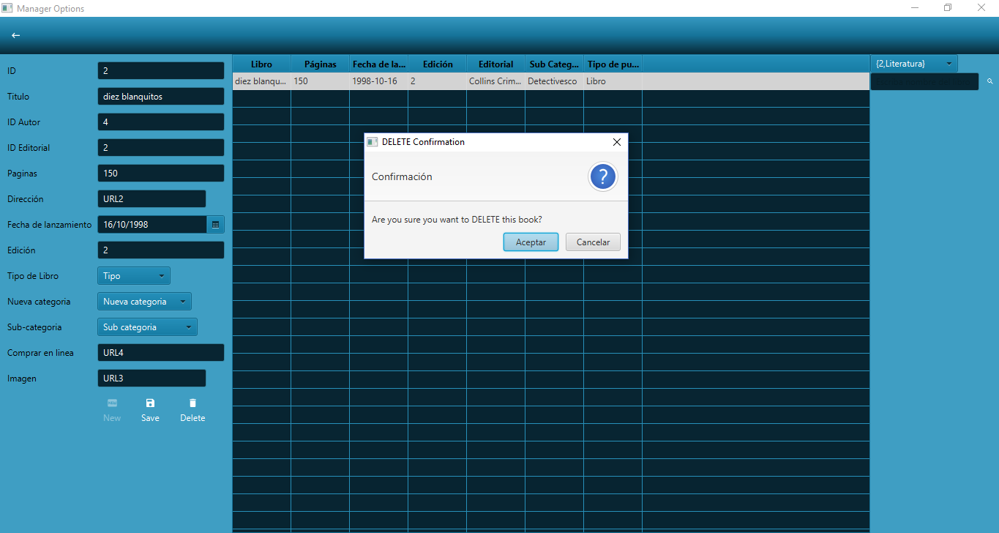 Manager Options
ID 2
Titulo diez blanquitos
ID Autor 4
ID Editorial 2
Paginas 150
Dirección URL2
Fecha de lanzamiento 16/10/1998
Edición 2
Tipo de Libro Tipo
Nueva categoria Nueva categoria
Sub-categoria Sub categoria
Comprar en linea URL4
Imagen URL3
New Save Delete
Libro Páginas Fecha de la... Edición Editorial Sub Categ... Tipo de pu...
diez blanqu... 150 1998-10-16 2 Collins Crim... Detectivesco Libro
{2,Literatura}
DELETE Confirmation
Confirmación
?
Are you sure you want to DELETE this book?
Aceptar Cancelar